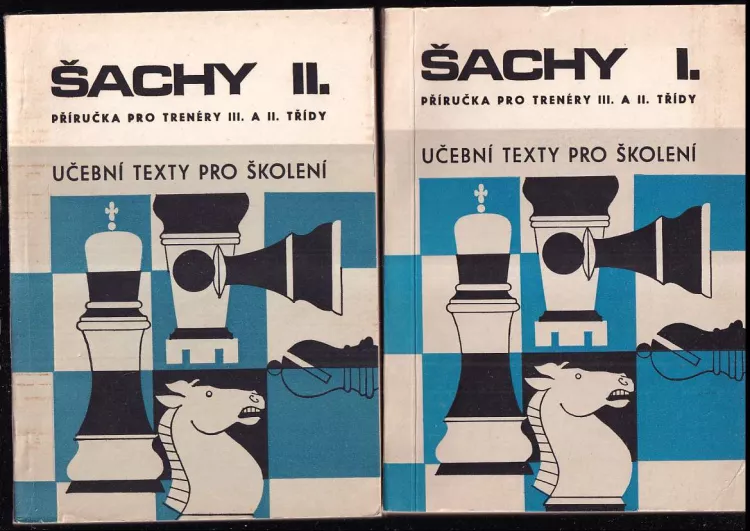 ŠACHY II.
PŘÍRUČKA PRO TRENÉRY III. A II. TŘÍDY
UČEBNÍ TEXTY PRO ŠKOLENÍ
ŠACHY I.
PŘÍRUČKA PRO TRENÉRY III. A II. TŘÍDY
UČEBNÍ TEXTY PRO ŠKOLENÍ